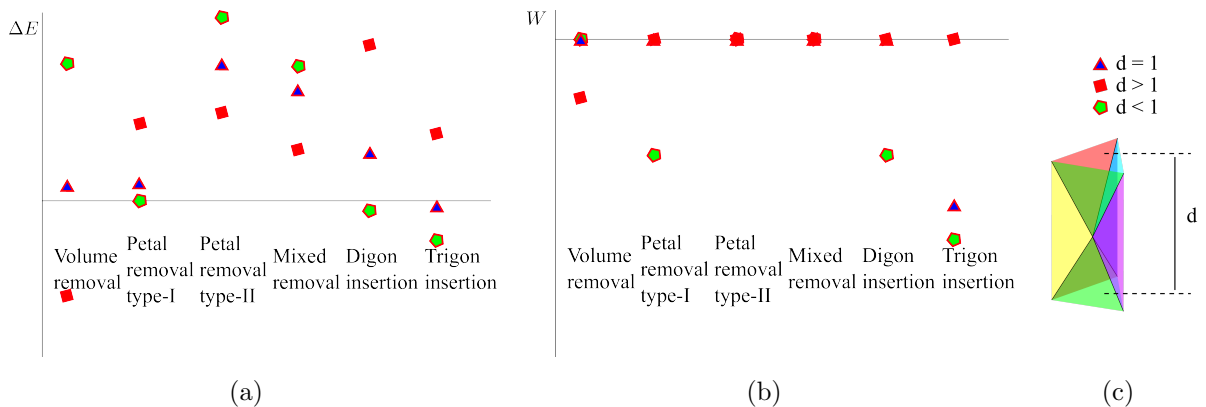 ΔE
Volume
removal
Petal
removal
type-I
Petal
removal
type-II
Mixed
removal
Digon
insertion
Trigon
insertion
(a)
W
Volume
removal
Petal
removal
type-I
Petal
removal
type-II
Mixed
removal
Digon
insertion
Trigon
insertion
(b)
d = 1
d > 1
d < 1
d
(c)